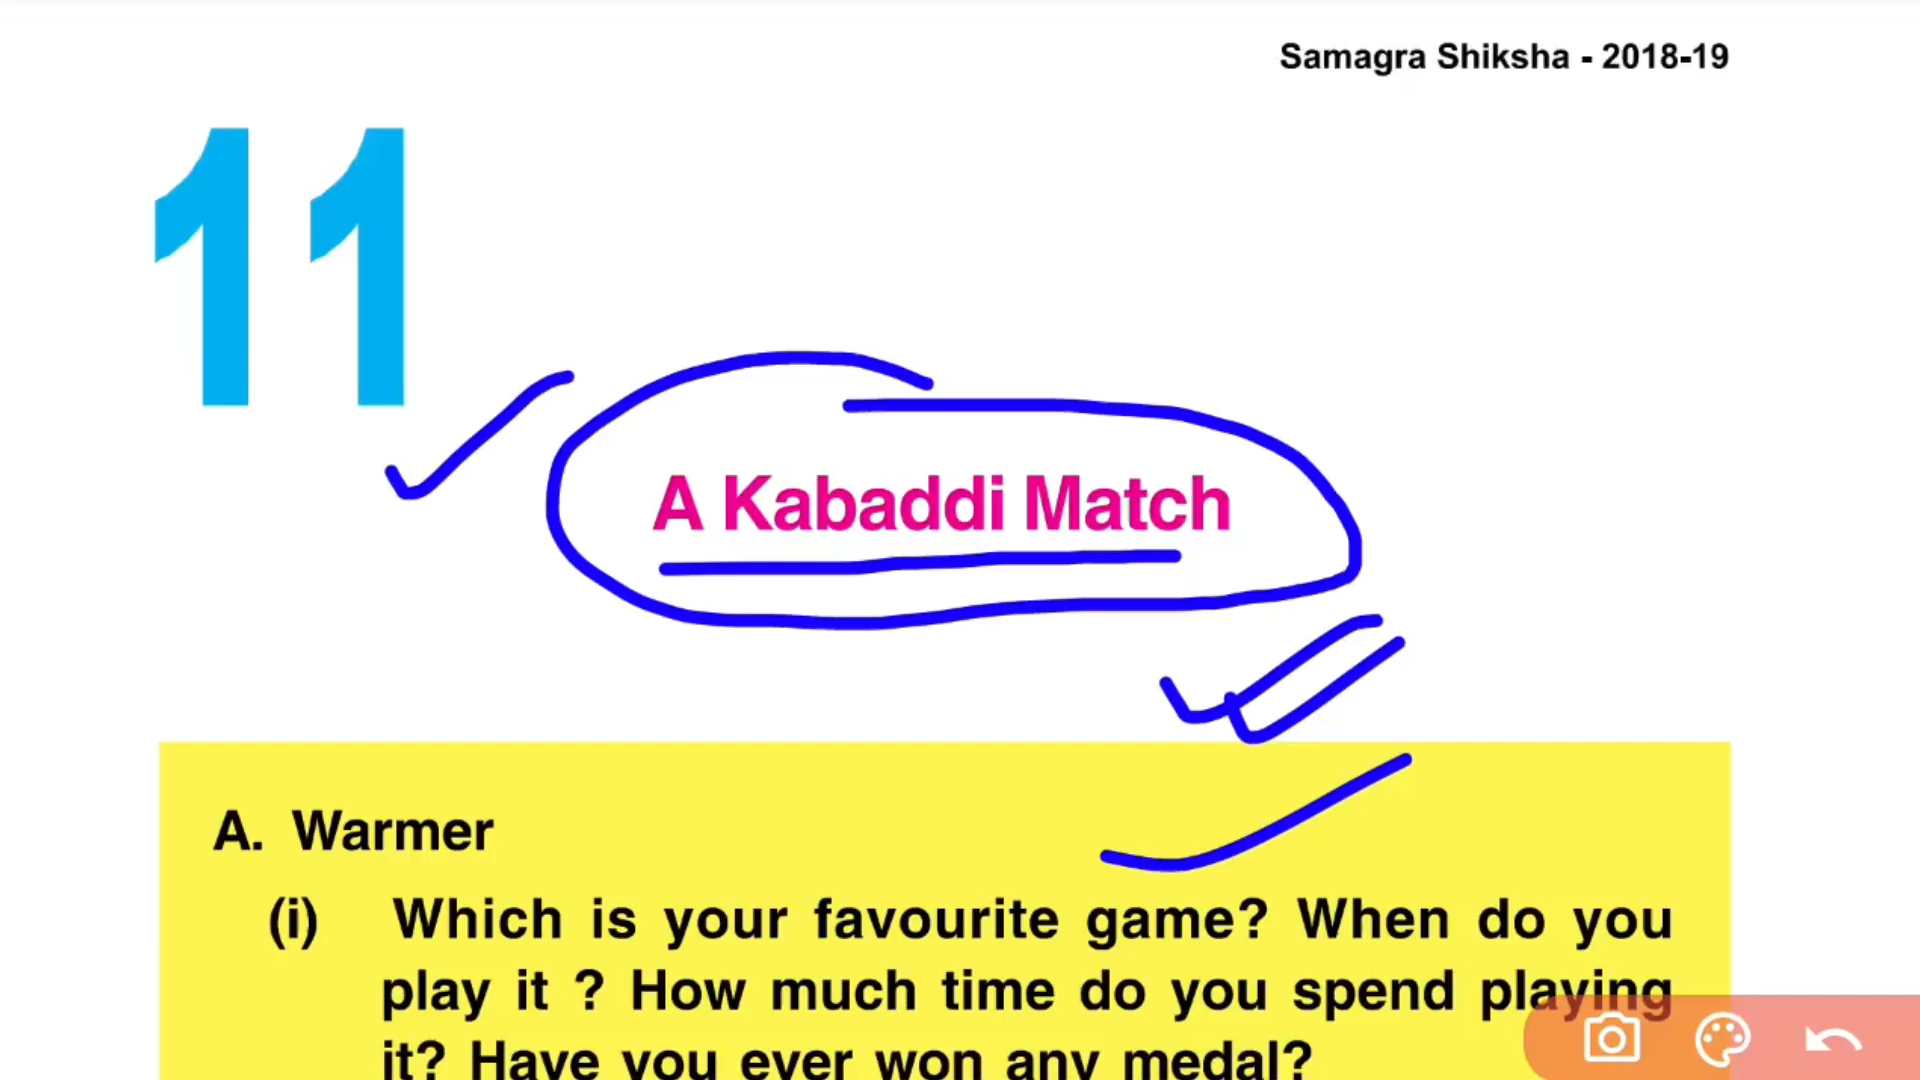 Samagra Shiksha - 2018-19
11
A Kabaddi Match
A. Warmer
(i) Which is your favourite game? When do you
play it ? How much time do you spend playing
it? Have you ever won any medal?